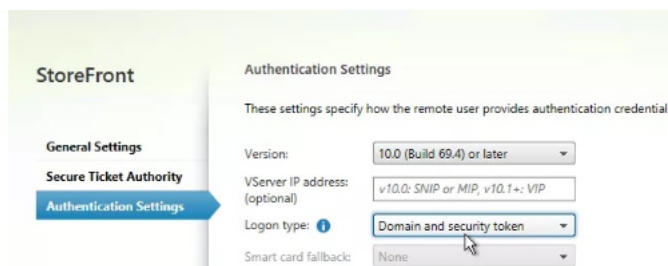 StoreFront
General Settings
Secure Ticket Authority
Authentication Settings
Authentication Settings
These settings specify how the remote user provides authentication credential
Version:
10.0 (Build 69.4) or later
VServer IP address:
(optional)
v10.0: SNIP or MIP, v10.1+: VIP
Logon type:
Domain and security token
Smart card fallback:
None